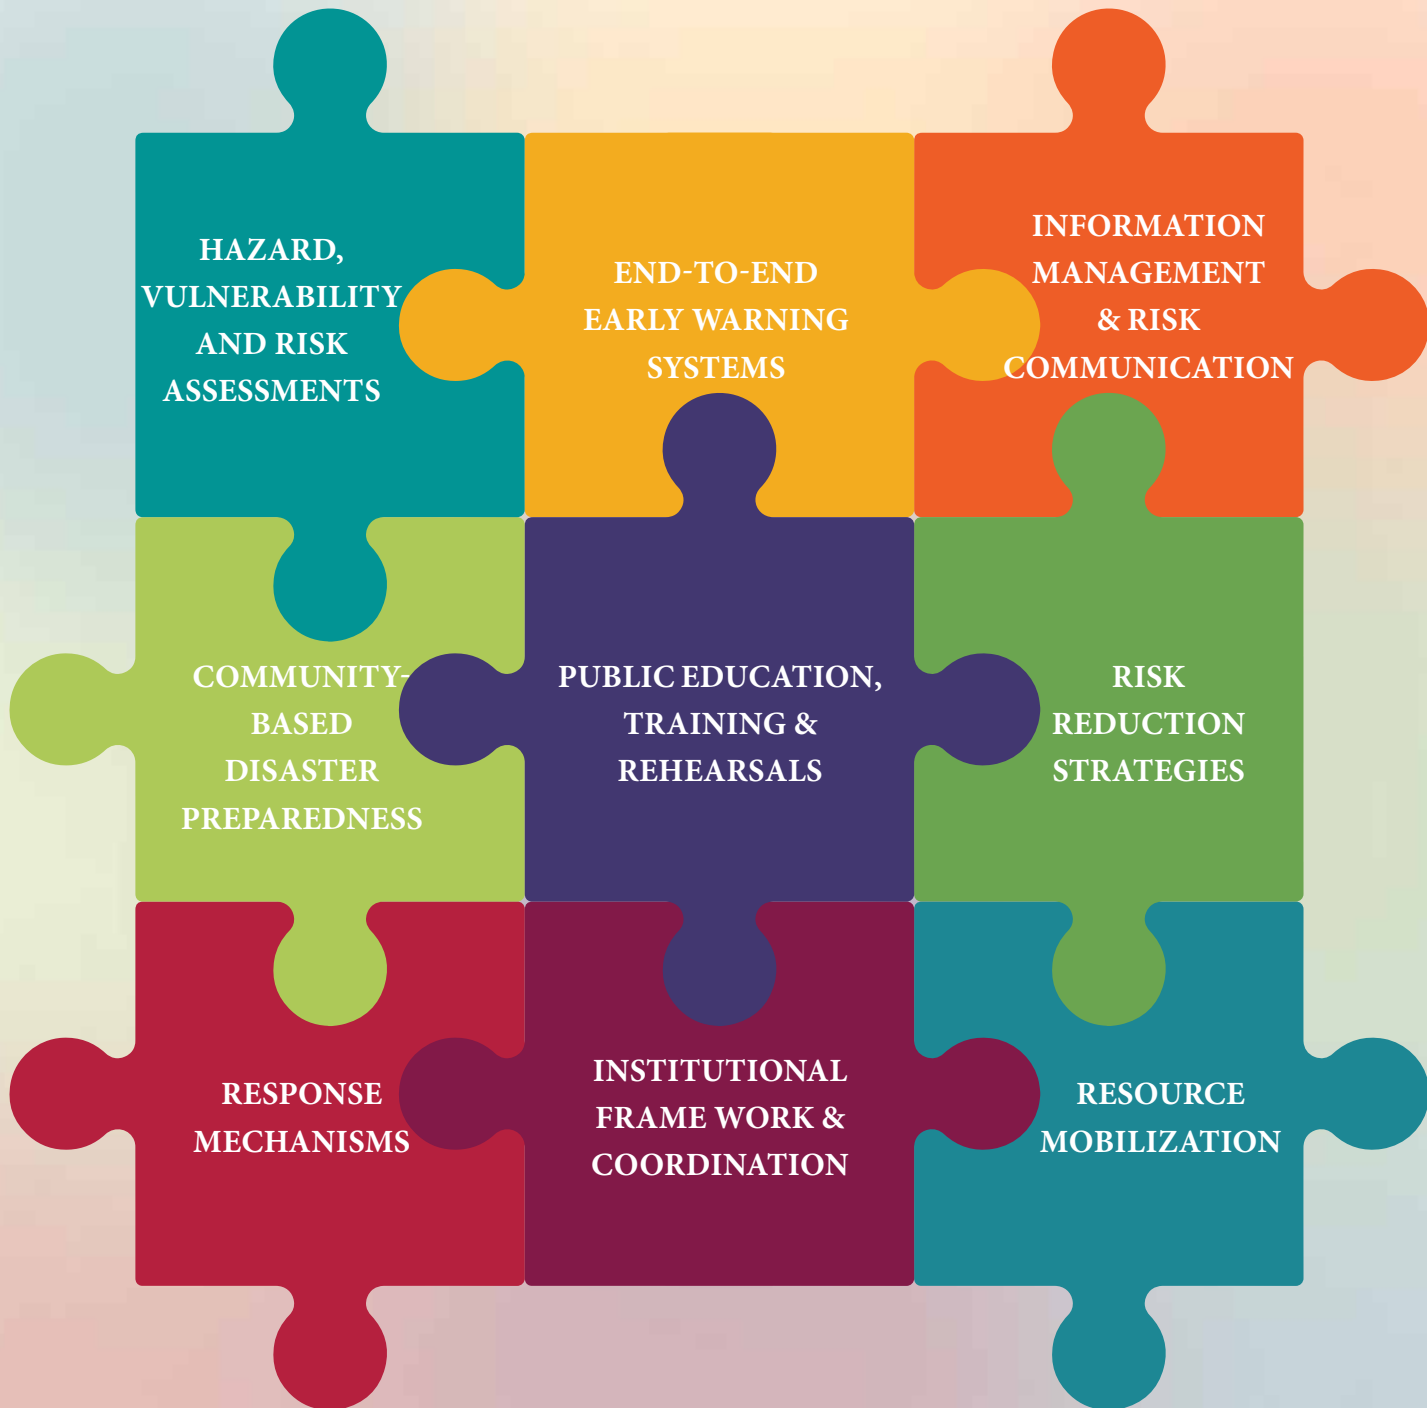 HAZARD,
VULNERABILITY
AND RISK
ASSESSMENTS
END-TO-END
EARLY WARNING
SYSTEMS
INFORMATION
MANAGEMENT
& RISK
COMMUNICATION
COMMUNITY-
BASED
DISASTER
PREPAREDNESS
PUBLIC EDUCATION,
TRAINING &
REHEARSALS
RISK
REDUCTION
STRATEGIES
RESPONSE
MECHANISMS
INSTITUTIONAL
FRAME WORK &
COORDINATION
RESOURCE
MOBILIZATION